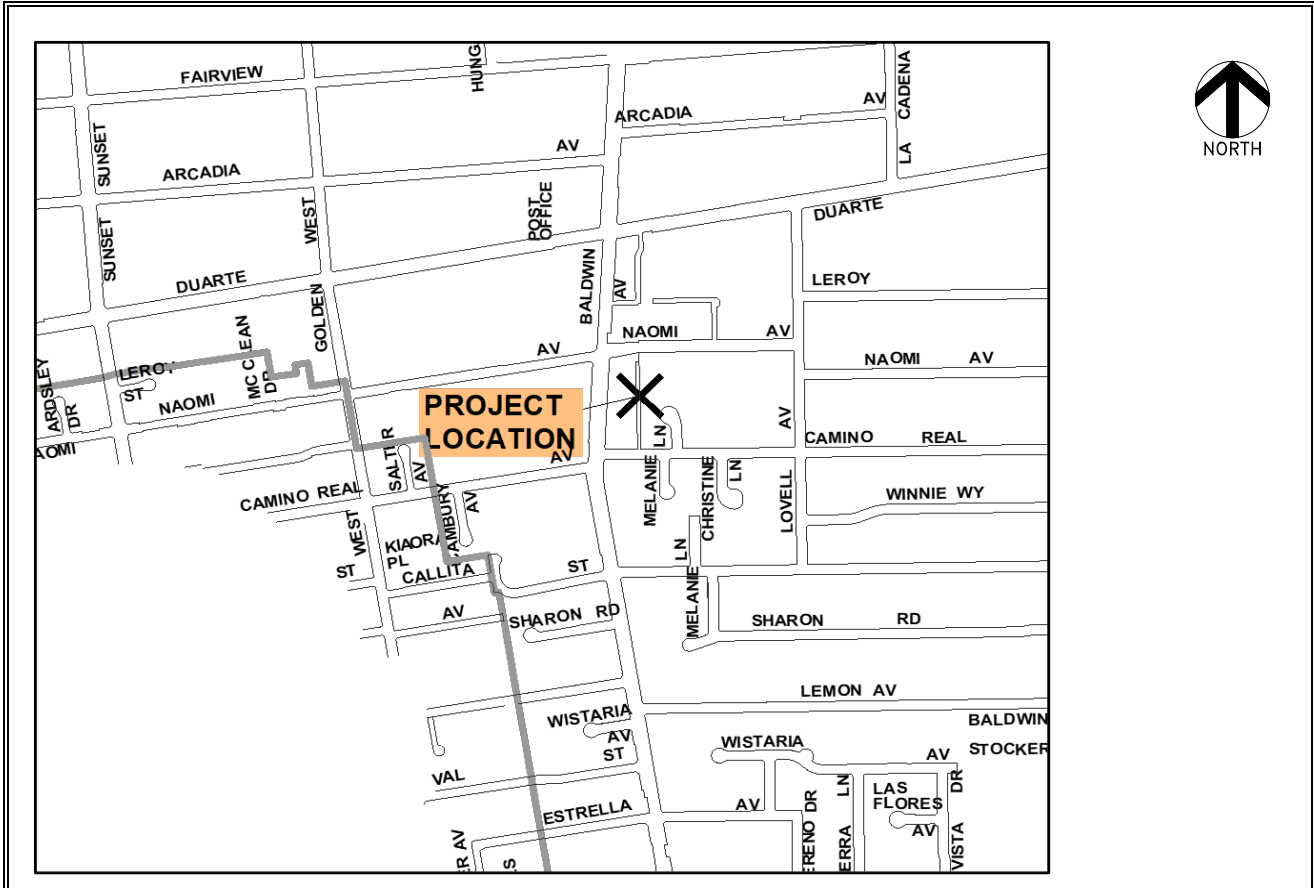 HUNG
FAIRVIEW
CADENA
LA
AV
ARCADIA
SUNSET
AV
ARCADIA
NORTH
POST
OFFICE
WEST
DUARTE
SUNSET
DUARTE
BALDWIN
AV
LEROY
GOLDEN
NAOMI
AV
MC CLEAN
DR
AV
NAOMI AV
LEROY
ST
ARDSLEY
DR
NAOMI
PROJECT
LOCATION
AV
LN
AV
AOMI
CAMINO REAL
SALTER
AV
AV
MELANIE
CHRISTINE
LN
CAMINO REAL
WINNIE WY
LOVELL
WEST
CAMBURY
AV
KIAORA
PL
ST
CALLITA
ST
LN
MELANIE
AV
SHARON RD
SHARON RD
LEMON AV
WISTARIA
AV
ST
BALDWIN
STOCKER
WISTARIA
AV
VAL
LN
DR
LAS
FLORES
AV
ESTRELLA
AV
RENO DR
ERRA
VISTA
ER AV
LS